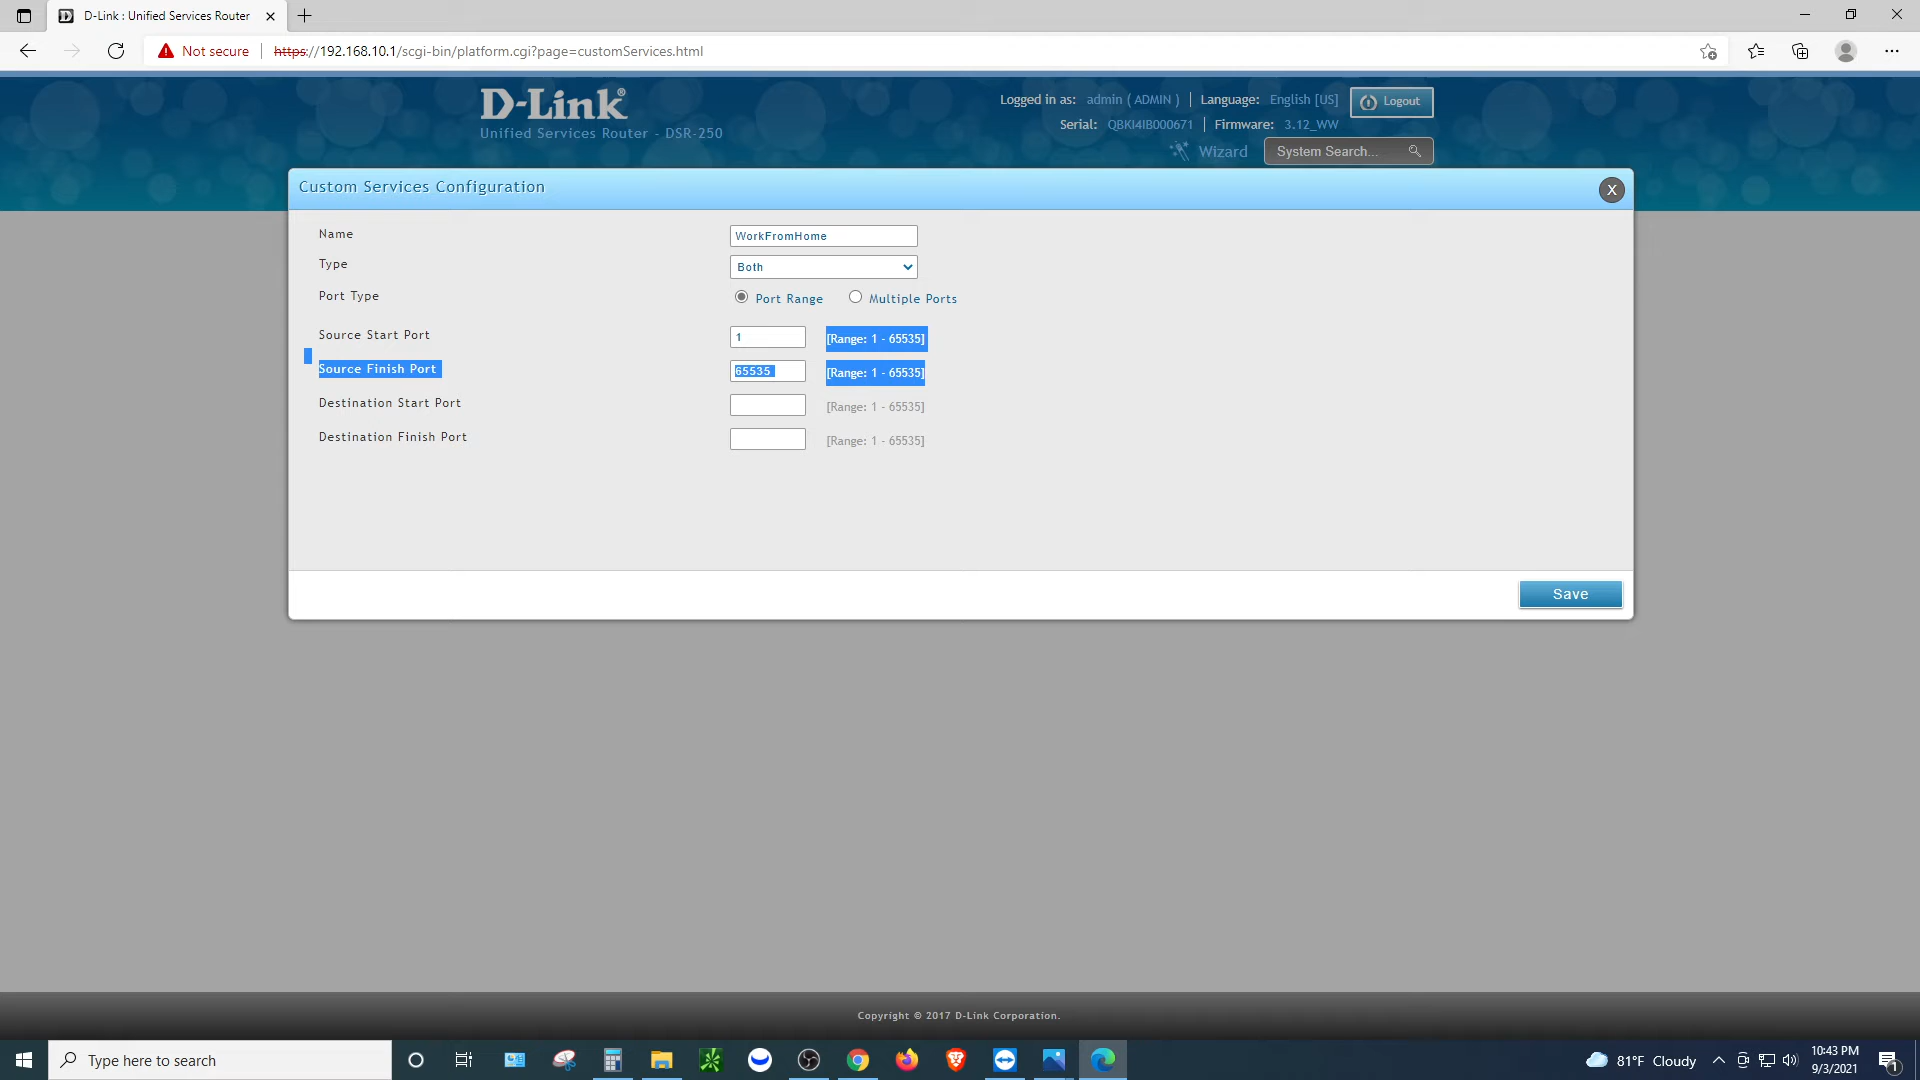 D-Link : Unified Services Router
Not secure
https://192.168.10.1/scgi-bin/platform.cgi?page=customServices.html
D-Link®
Unified Services Router - DSR-250
Logged in as: admin ( ADMIN ) | Language: English [US]
Logout
Serial: QBKI4IB000671 | Firmware: 3.12_WW
Wizard
System Search...
Custom Services Configuration
X
Name
WorkFromHome
Type
Both
Port Type
Port Range
Multiple Ports
Source Start Port
1
[Range: 1 - 65535]
Source Finish Port
65535
[Range: 1 - 65535]
Destination Start Port
[Range: 1 - 65535]
Destination Finish Port
[Range: 1 - 65535]
Save
Copyright © 2017 D-Link Corporation.
Type here to search
81°F Cloudy
10:43 PM
9/3/2021
1